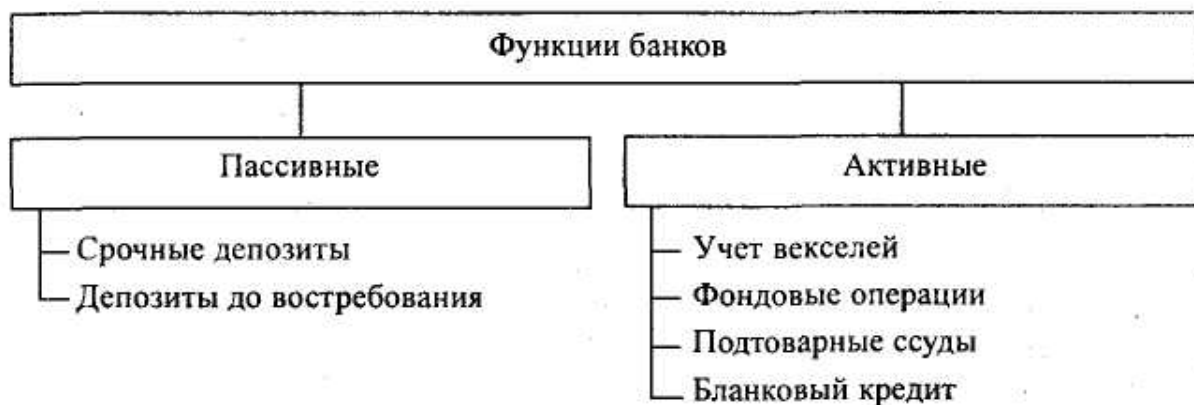 Функции банков
Пассивные
Срочные депозиты
Депозиты до востребования
Активные
Учет векселей
Фондовые операции
Подтоварные ссуды
Бланковый кредит